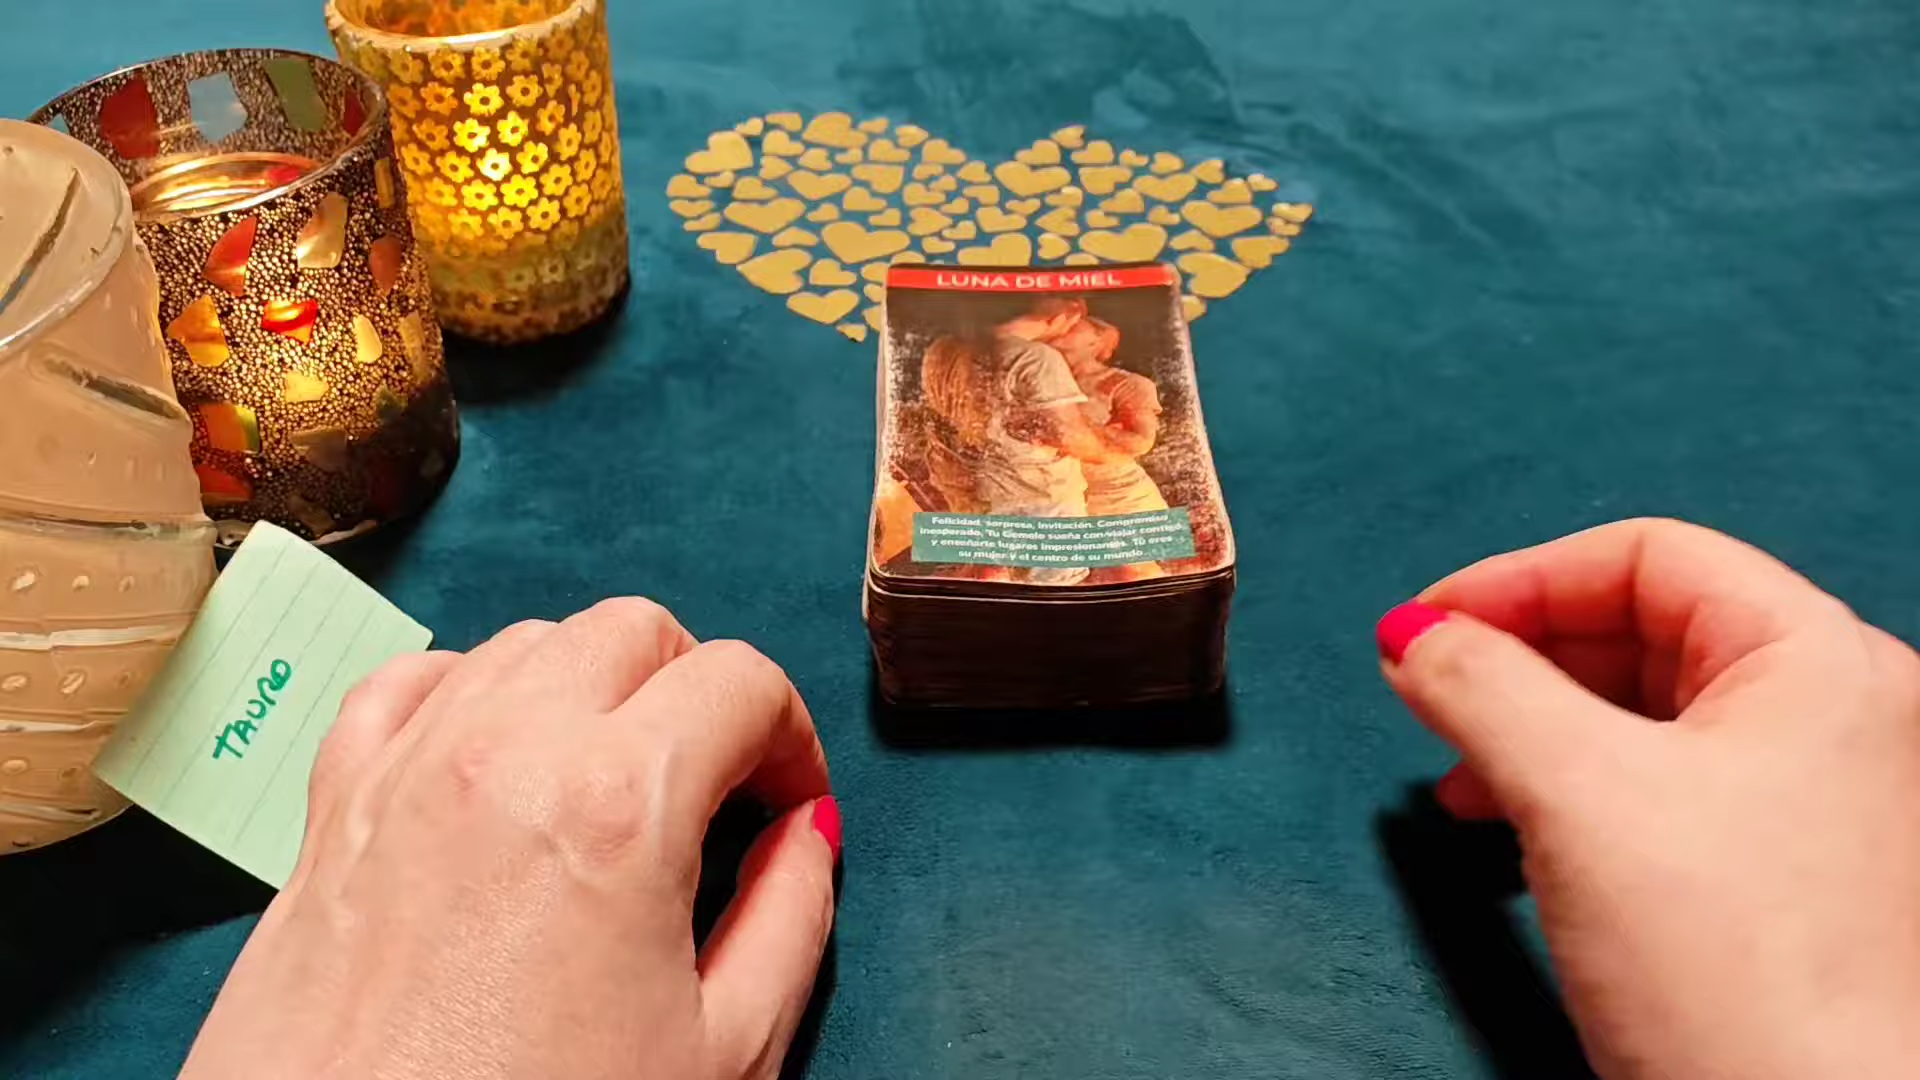 LUNA DE MIEL
Felicidad, sorpresa, invitación. Compromiso
inesperado, Tu Gemelo sueña con viajar contigo
y enseñarte lugares impresionantes. Tú eres
su mujer y el centro de su mundo
TAURO